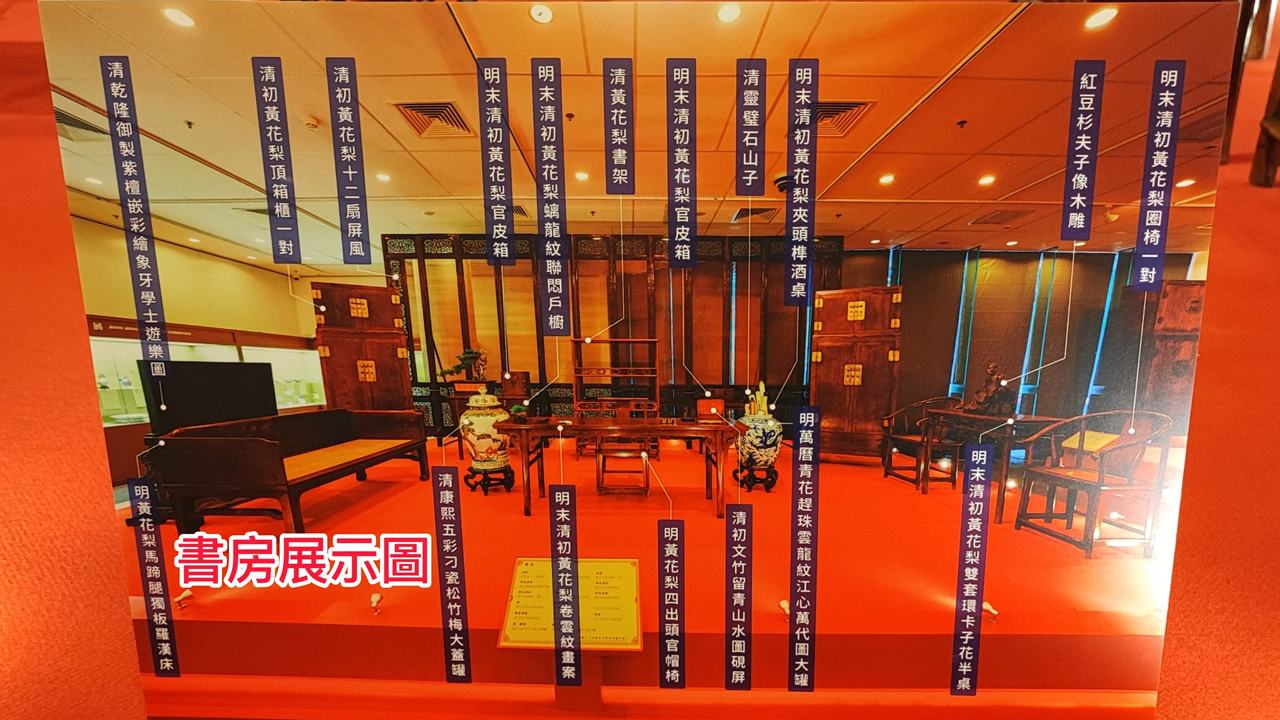 清乾隆御製紫檀嵌彩繪象牙學士遊樂圖
清初黃花梨頂箱櫃一對
清初黃花梨十二扇屏風
明末清初黃花梨官皮箱
明末清初黃花梨螭龍紋聯悶戶櫥
清黃花梨書架
明末清初黃花梨官皮箱
清靈璧石山子
明末清初黃花梨夾頭榫酒桌
紅豆杉夫子像木雕
明末清初黃花梨圈椅一對
明黃花梨馬蹄腿獨板羅漢床
書房展示圖
清康熙五彩刁瓷松竹梅大蓋罐
明末清初黃花梨卷雲紋畫案
明黃花梨四出頭官帽椅
清初文竹留青山水圖硯屏
明萬曆青花趕珠雲龍紋江心萬代圖大罐
明末清初黃花梨雙套環卡子花半桌